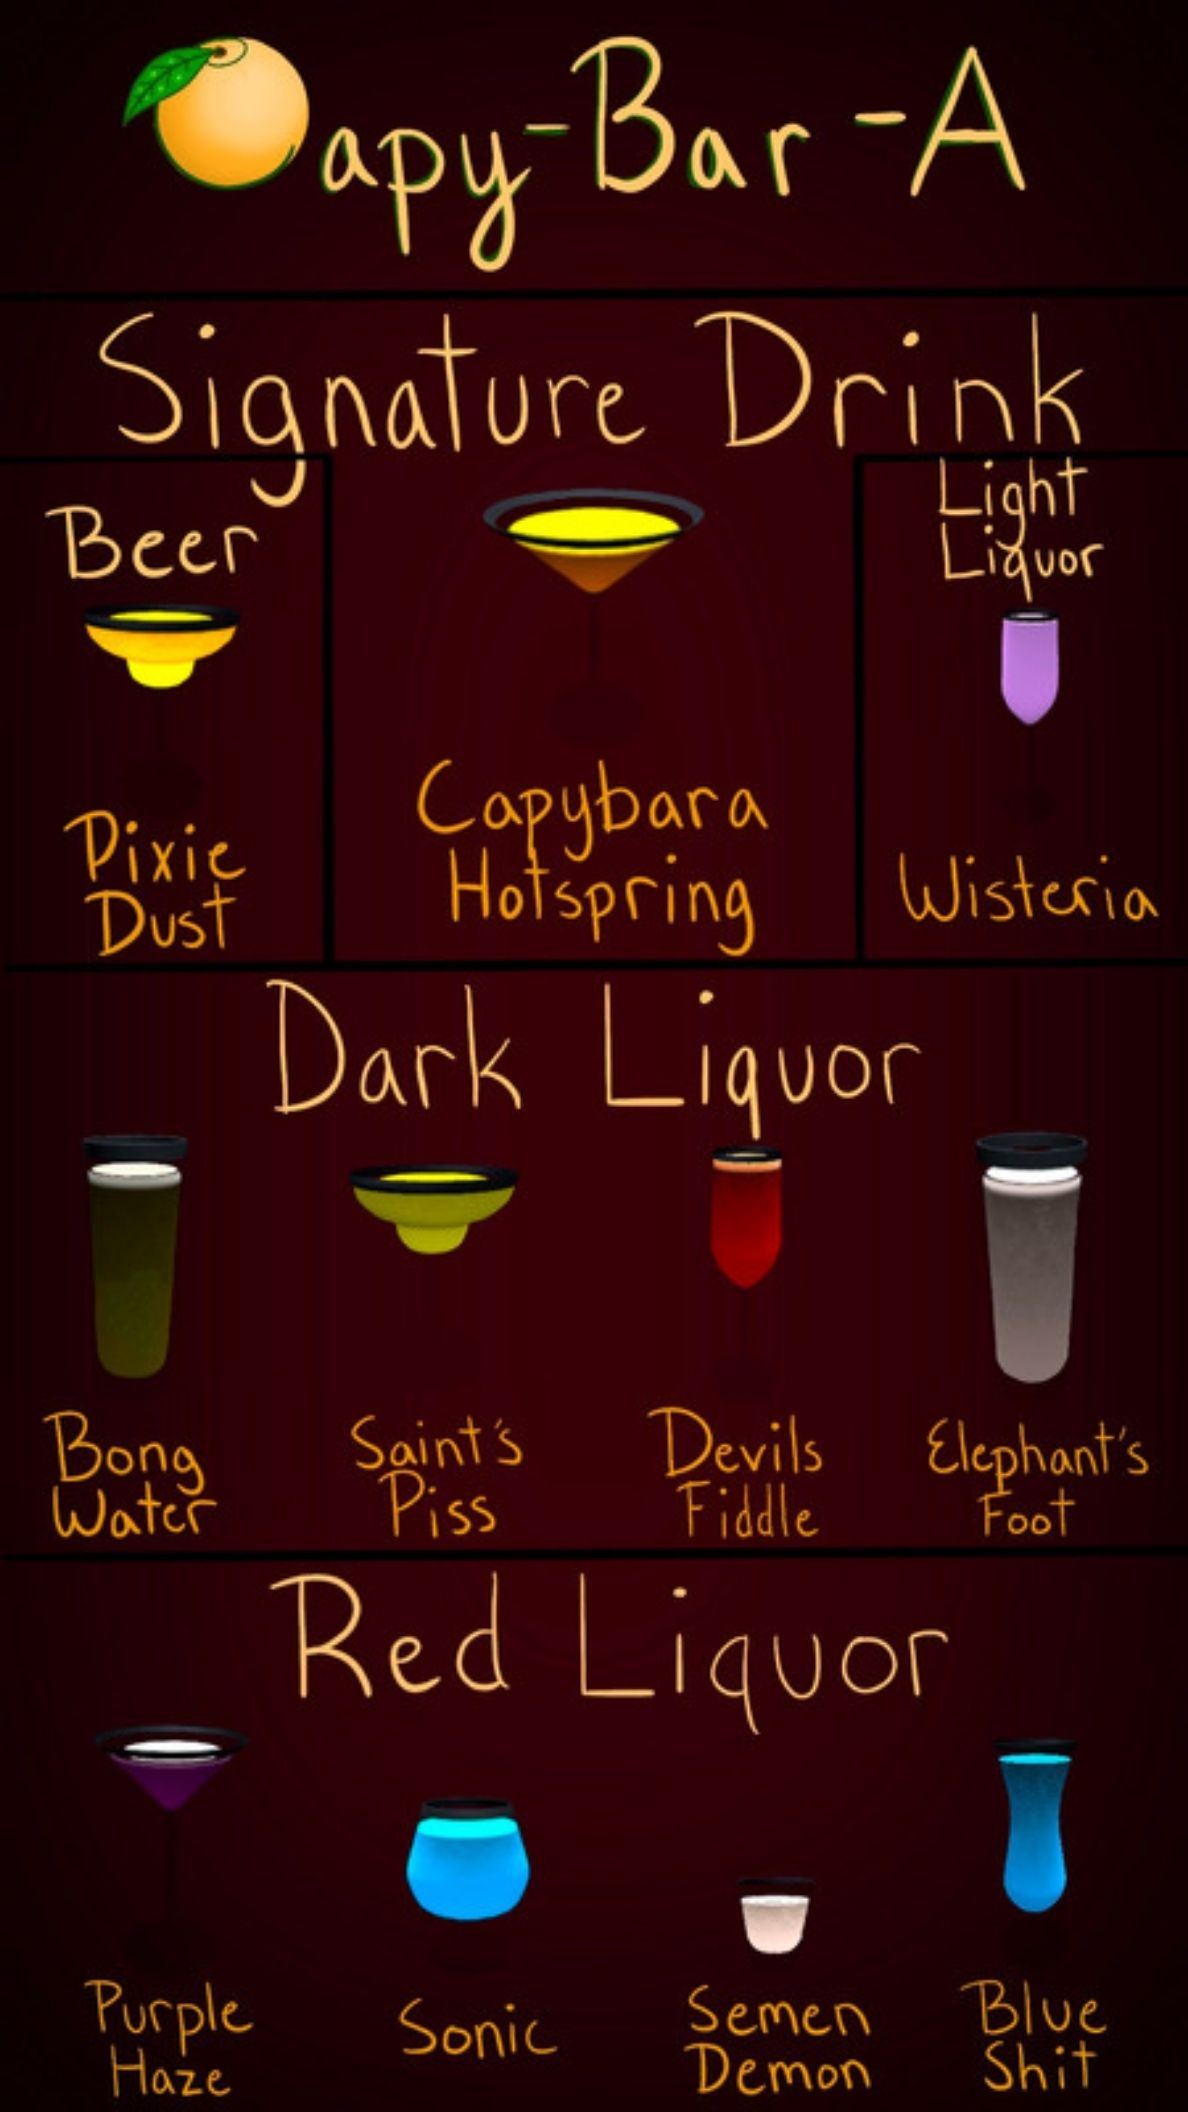 Capy-Bar-A
Signature Drink
Beer
Pixie
Dust
Capybara
Hotspring
Light
Liquor
Wisteria
Dark Liquor
Bong
Water
Saint's
Piss
Devils
Fiddle
Elephant's
Foot
Red Liquor
Purple
Haze
Sonic
Semen
Demon
Blue
Shit